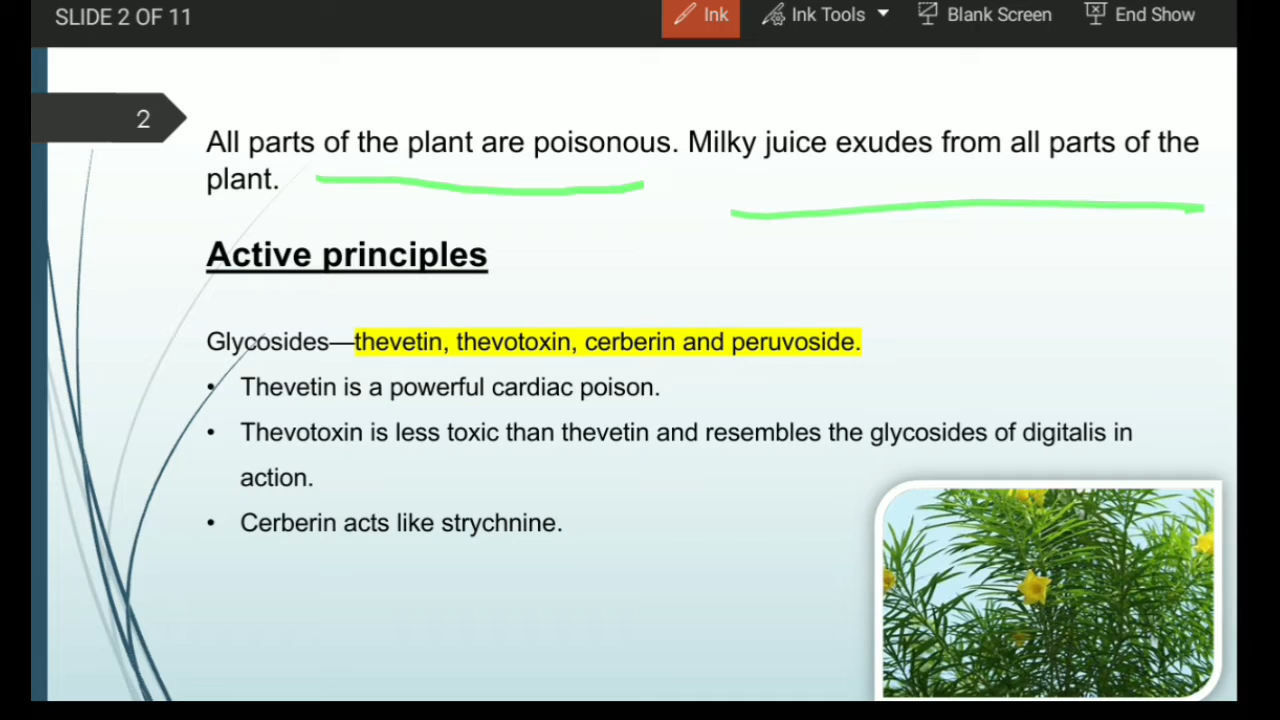 SLIDE 2 OF 11 Ink Ink Tools Blank Screen End Show
2
All parts of the plant are poisonous. Milky juice exudes from all parts of the
plant.
Active principles
Glycosides—thevetin, thevotoxin, cerberin and peruvoside.
• Thevetin is a powerful cardiac poison.
• Thevotoxin is less toxic than thevetin and resembles the glycosides of digitalis in
action.
• Cerberin acts like strychnine.